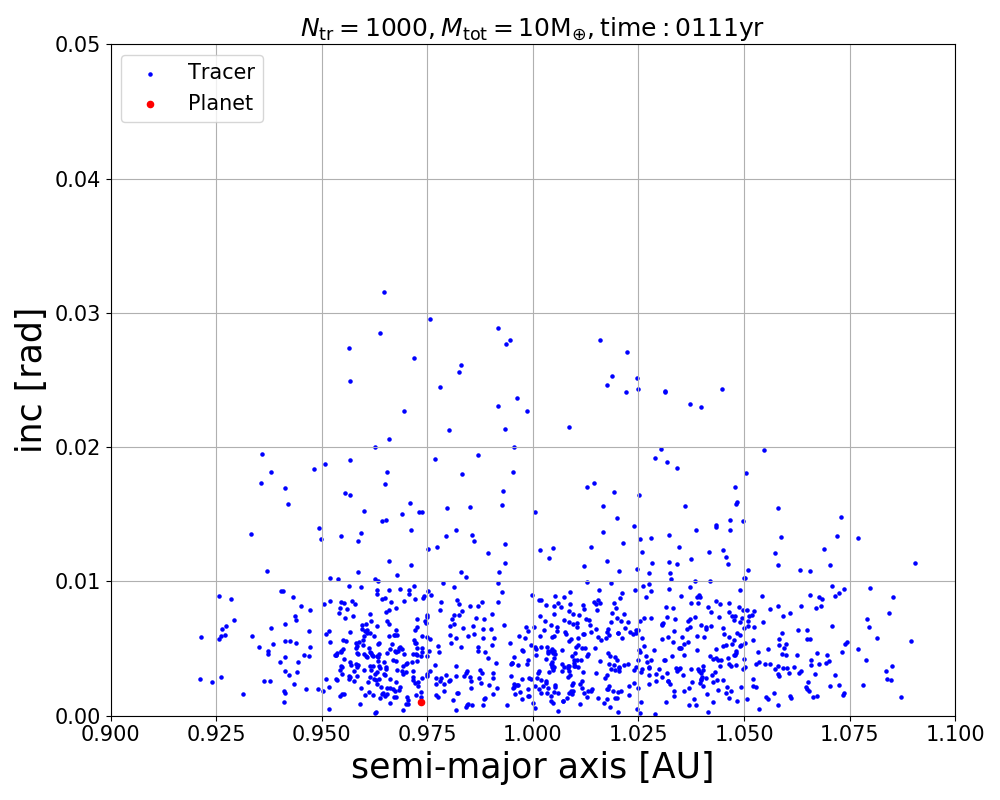 N_tr = 1000, M_tot = 10M_⊕, time : 0111yr
0.05
Tracer
Planet
0.04
0.03
0.02
0.01
0.00
inc [rad]
0.900 0.925 0.950 0.975 1.000 1.025 1.050 1.075 1.100
semi-major axis [AU]